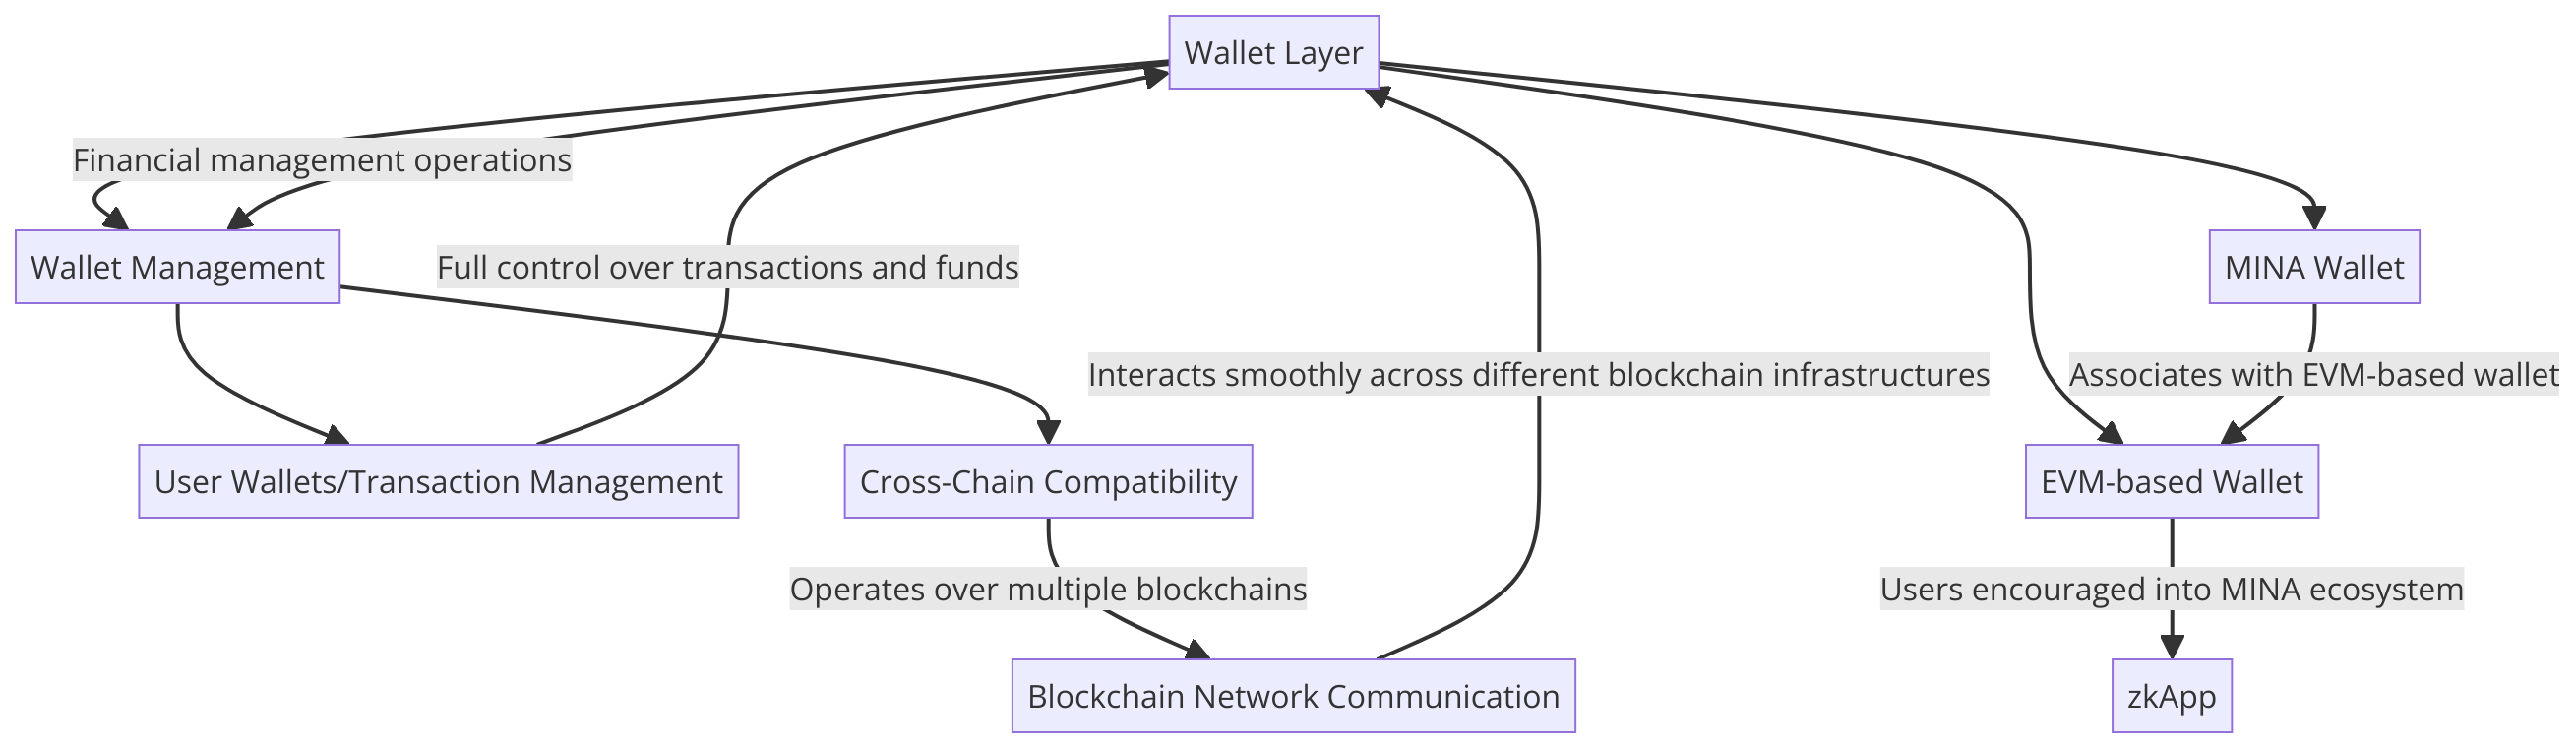 Wallet Layer
Financial management operations
Wallet Management
Full control over transactions and funds
MINA Wallet
Interacts smoothly across different blockchain infrastructures
Associates with EVM-based wallet
User Wallets/Transaction Management
Cross-Chain Compatibility
EVM-based Wallet
Operates over multiple blockchains
Users encouraged into MINA ecosystem
Blockchain Network Communication
zkApp